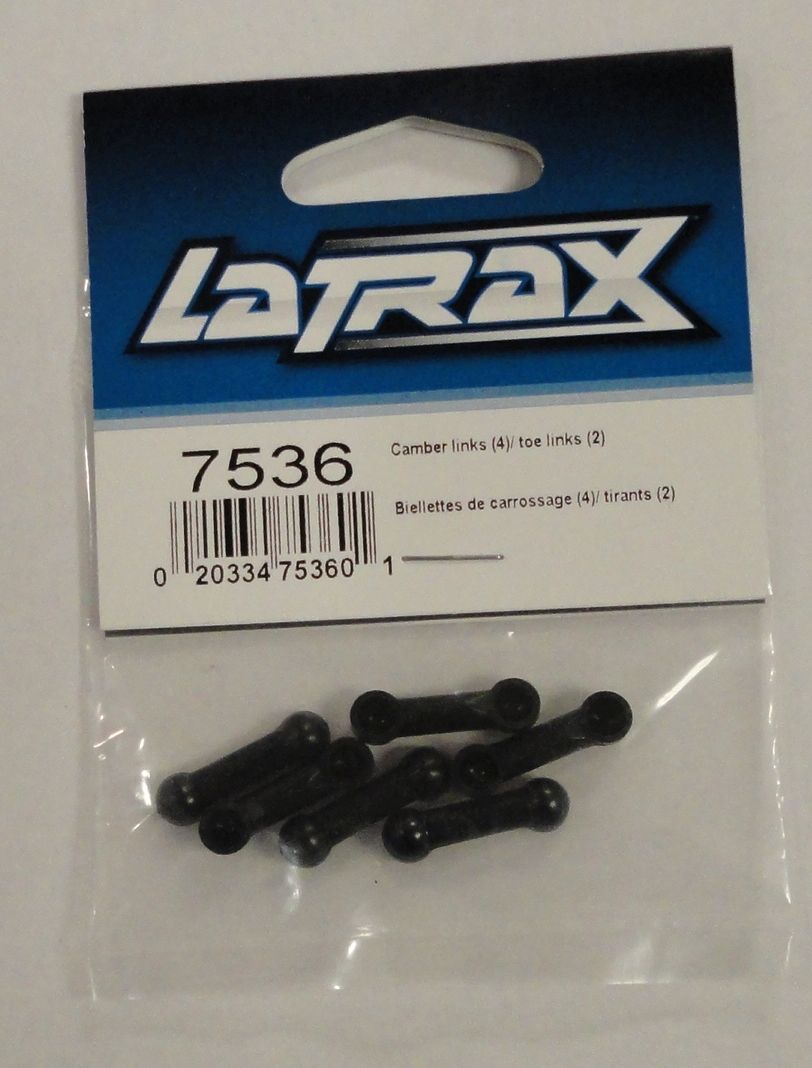 LaTRaX
7536
Camber links (4)/ toe links (2)
Biellettes de carrossage (4)/ tirants (2)
0 20334 75360 1